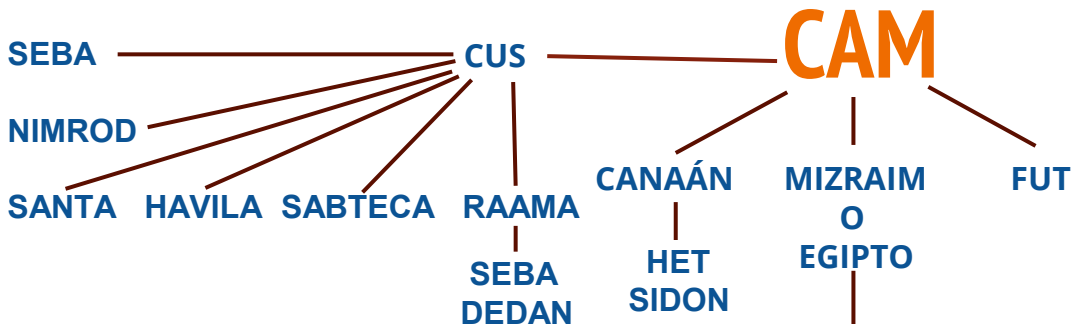 CAM
SEBA
CUS
NIMROD
SANTA
HAVILA
SABTECA
RAAMA
CANAÁN
MIZRAIM
O
EGIPTO
FUT
SEBA
DEDAN
HET
SIDON